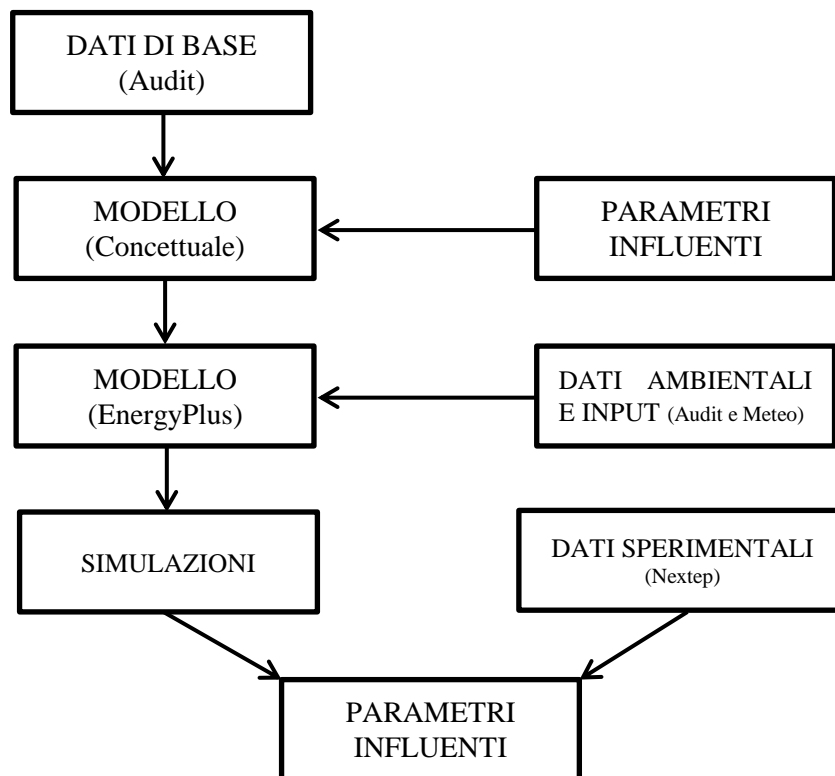 DATI DI BASE
(Audit)
MODELLO
(Concettuale)
PARAMETRI
INFLUENTI
MODELLO
(EnergyPlus)
DATI AMBIENTALI
E INPUT (Audit e Meteo)
SIMULAZIONI
DATI SPERIMENTALI
(Nextep)
PARAMETRI
INFLUENTI